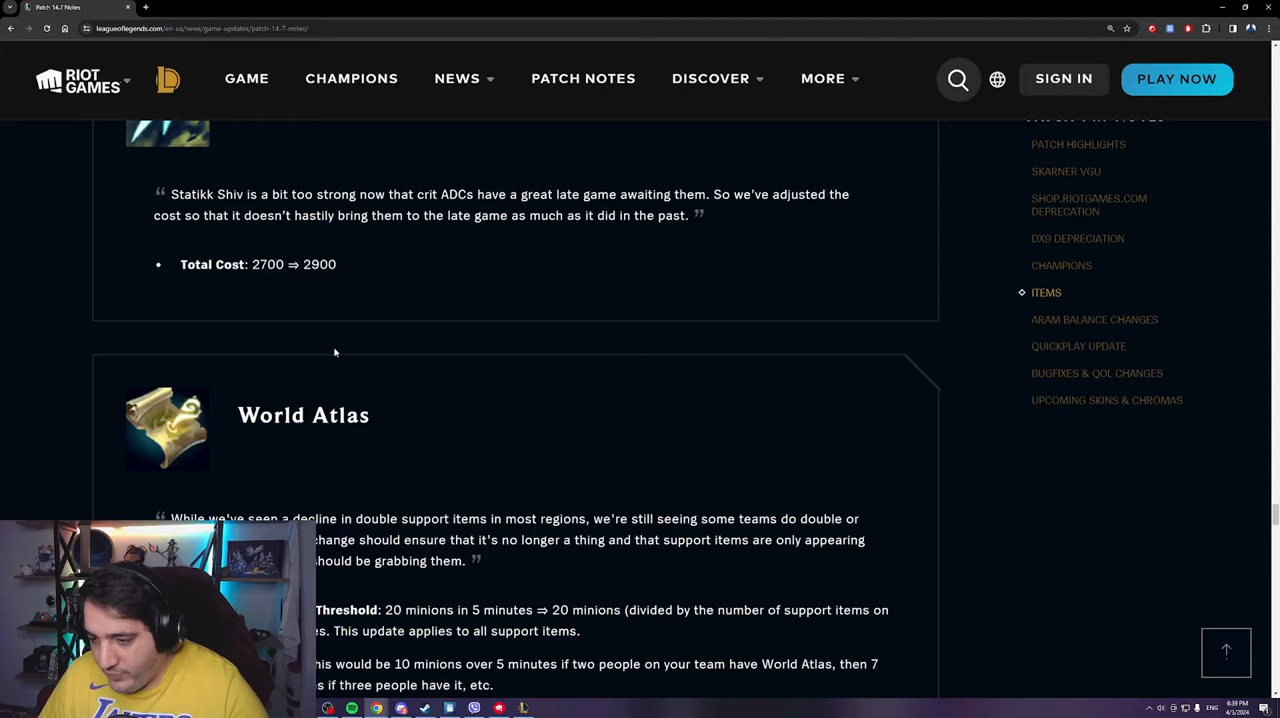 Patch 14.7 Notes
leagueoflegends.com/en-us/news/game-updates/patch-14-7-notes/
RIOT GAMES
GAME
CHAMPIONS
NEWS
PATCH NOTES
DISCOVER
MORE
SIGN IN
PLAY NOW
PATCH HIGHLIGHTS
SKARNER VGU
SHOP.RIOTGAMES.COM
DEPRECATION
DX9 DEPRECIATION
CHAMPIONS
ITEMS
ARAM BALANCE CHANGES
QUICKPLAY UPDATE
BUGFIXES & QOL CHANGES
UPCOMING SKINS & CHROMAS
“ Statikk Shiv is a bit too strong now that crit ADCs have a great late game awaiting them. So we’ve adjusted the
cost so that it doesn’t hastily bring them to the late game as much as it did in the past. ”
• Total Cost: 2700 ⇒ 2900
World Atlas
“ While we've seen a decline in double support items in most regions, we're still seeing some teams do double or
change should ensure that it's no longer a thing and that support items are only appearing
should be grabbing them. ”
Threshold: 20 minions in 5 minutes ⇒ 20 minions (divided by the number of support items on
This update applies to all support items.
would be 10 minions over 5 minutes if two people on your team have World Atlas, then 7
if three people have it, etc.
ENG
6:39 PM
4/3/2024